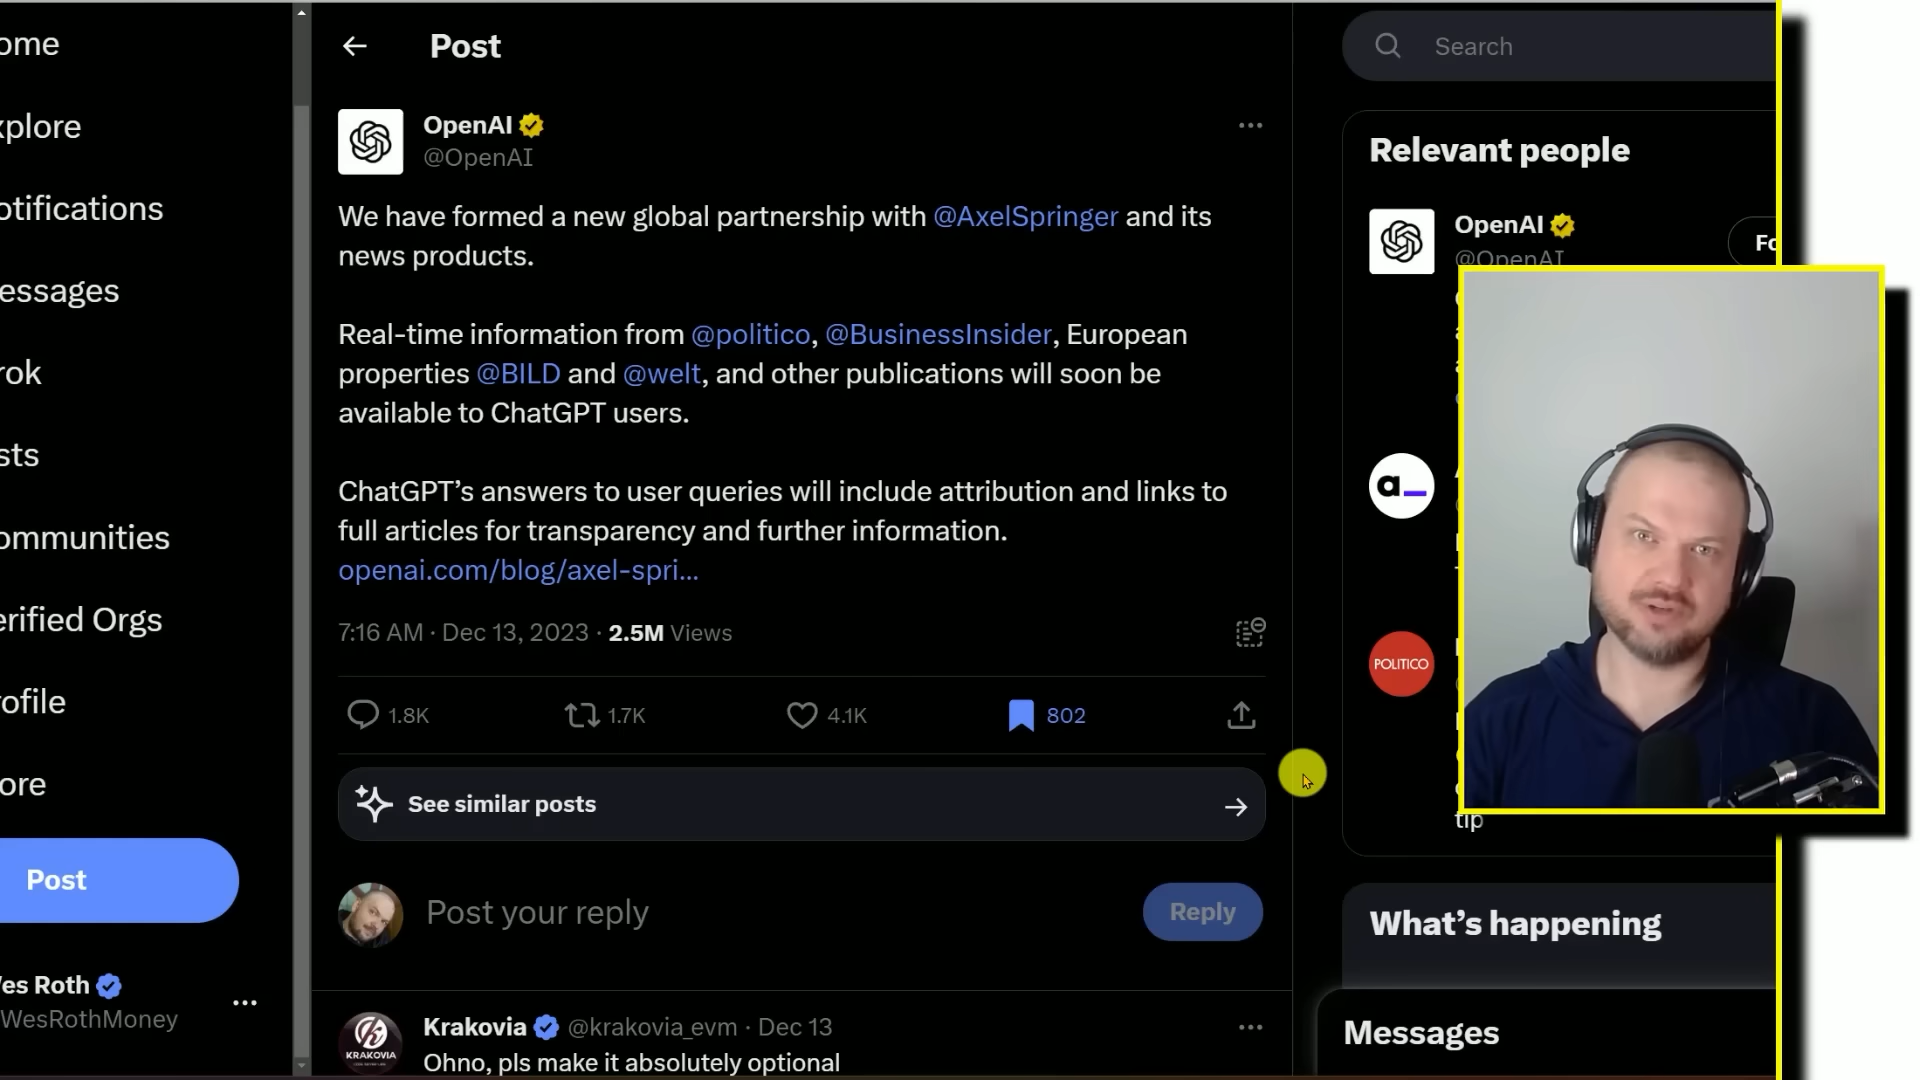 ome
xplore
otifications
essages
rok
sts
ommunities
erified Orgs
rofile
ore
Post
es Roth
WesRothMoney
Post
OpenAI
@OpenAI
We have formed a new global partnership with @AxelSpringer and its
news products.
Real-time information from @politico, @BusinessInsider, European
properties @BILD and @welt, and other publications will soon be
available to ChatGPT users.
ChatGPT’s answers to user queries will include attribution and links to
full articles for transparency and further information.
openai.com/blog/axel-spri...
7:16 AM · Dec 13, 2023 · 2.5M Views
1.8K
1.7K
4.1K
802
See similar posts
Post your reply
Reply
Krakovia @krakovia_evm · Dec 13
KRAKOVIA
Ohno, pls make it absolutely optional
Search
Relevant people
OpenAI
@OpenAI
Fo
a_
POLITICO
tip
What’s happening
Messages